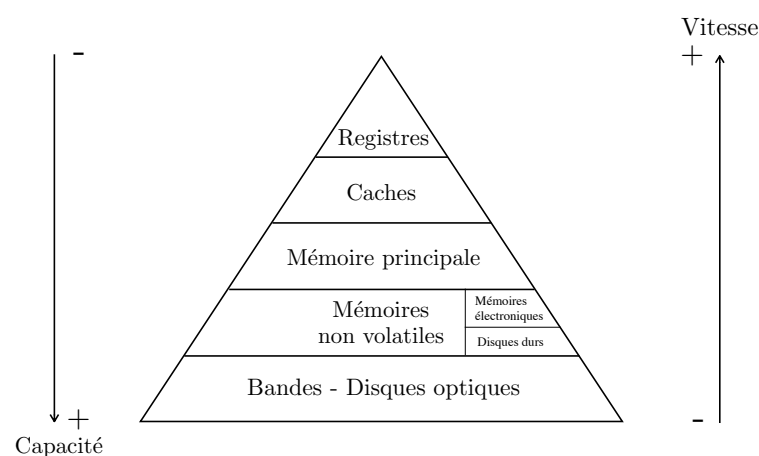 Vitesse
-
+
Registres
Caches
Mémoire principale
Mémoires
non volatiles
Mémoires
électroniques
Disques durs
Bandes - Disques optiques
+
-
Capacité